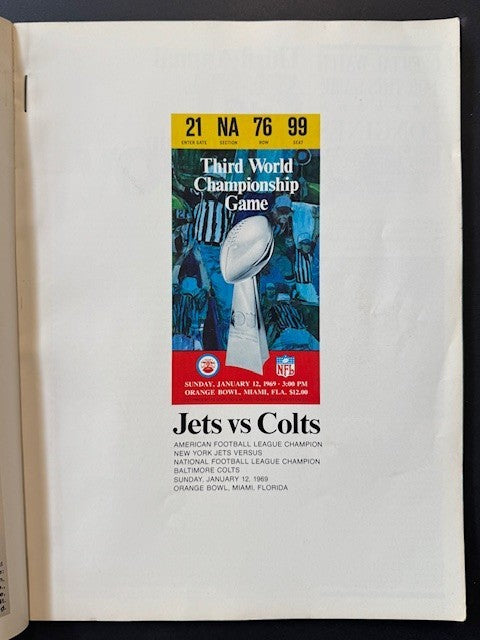 21 NA 76 99
ENTER GATE SECTION ROW SEAT
Third World
Championship
Game
NFL
SUNDAY, JANUARY 12, 1969 - 3:00 PM
ORANGE BOWL, MIAMI, FLA. $12.00
Jets vs Colts
AMERICAN FOOTBALL LEAGUE CHAMPION
NEW YORK JETS VERSUS
NATIONAL FOOTBALL LEAGUE CHAMPION
BALTIMORE COLTS
SUNDAY, JANUARY 12, 1969
ORANGE BOWL, MIAMI, FLORIDA